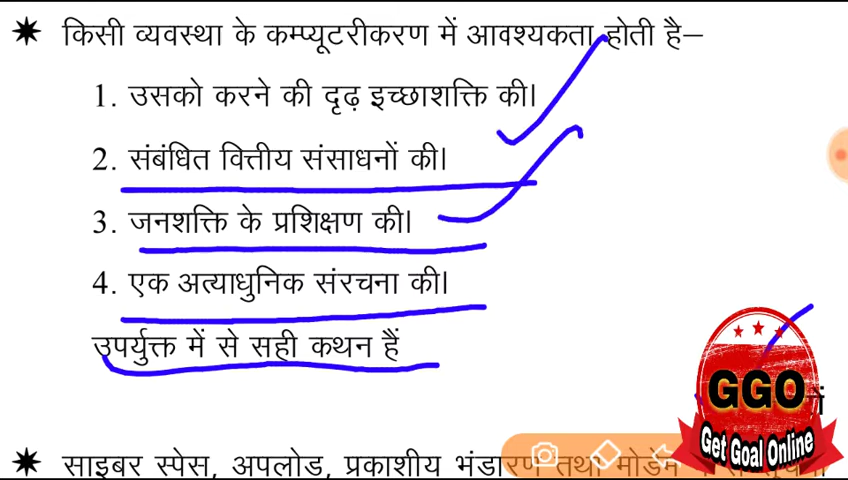 * किसी व्यवस्था के कम्प्यूटरीकरण में आवश्यकता होती है–
1. उसको करने की दृढ़ इच्छाशक्ति की।
2. संबंधित वित्तीय संसाधनों की।
3. जनशक्ति के प्रशिक्षण की।
4. एक अत्याधुनिक संरचना की।
उपर्युक्त में से सही कथन हैं
GGO
Get Goal Online
* साइबर स्पेस, अपलोड, प्रकाशीय भंडारण तथा मोडेम